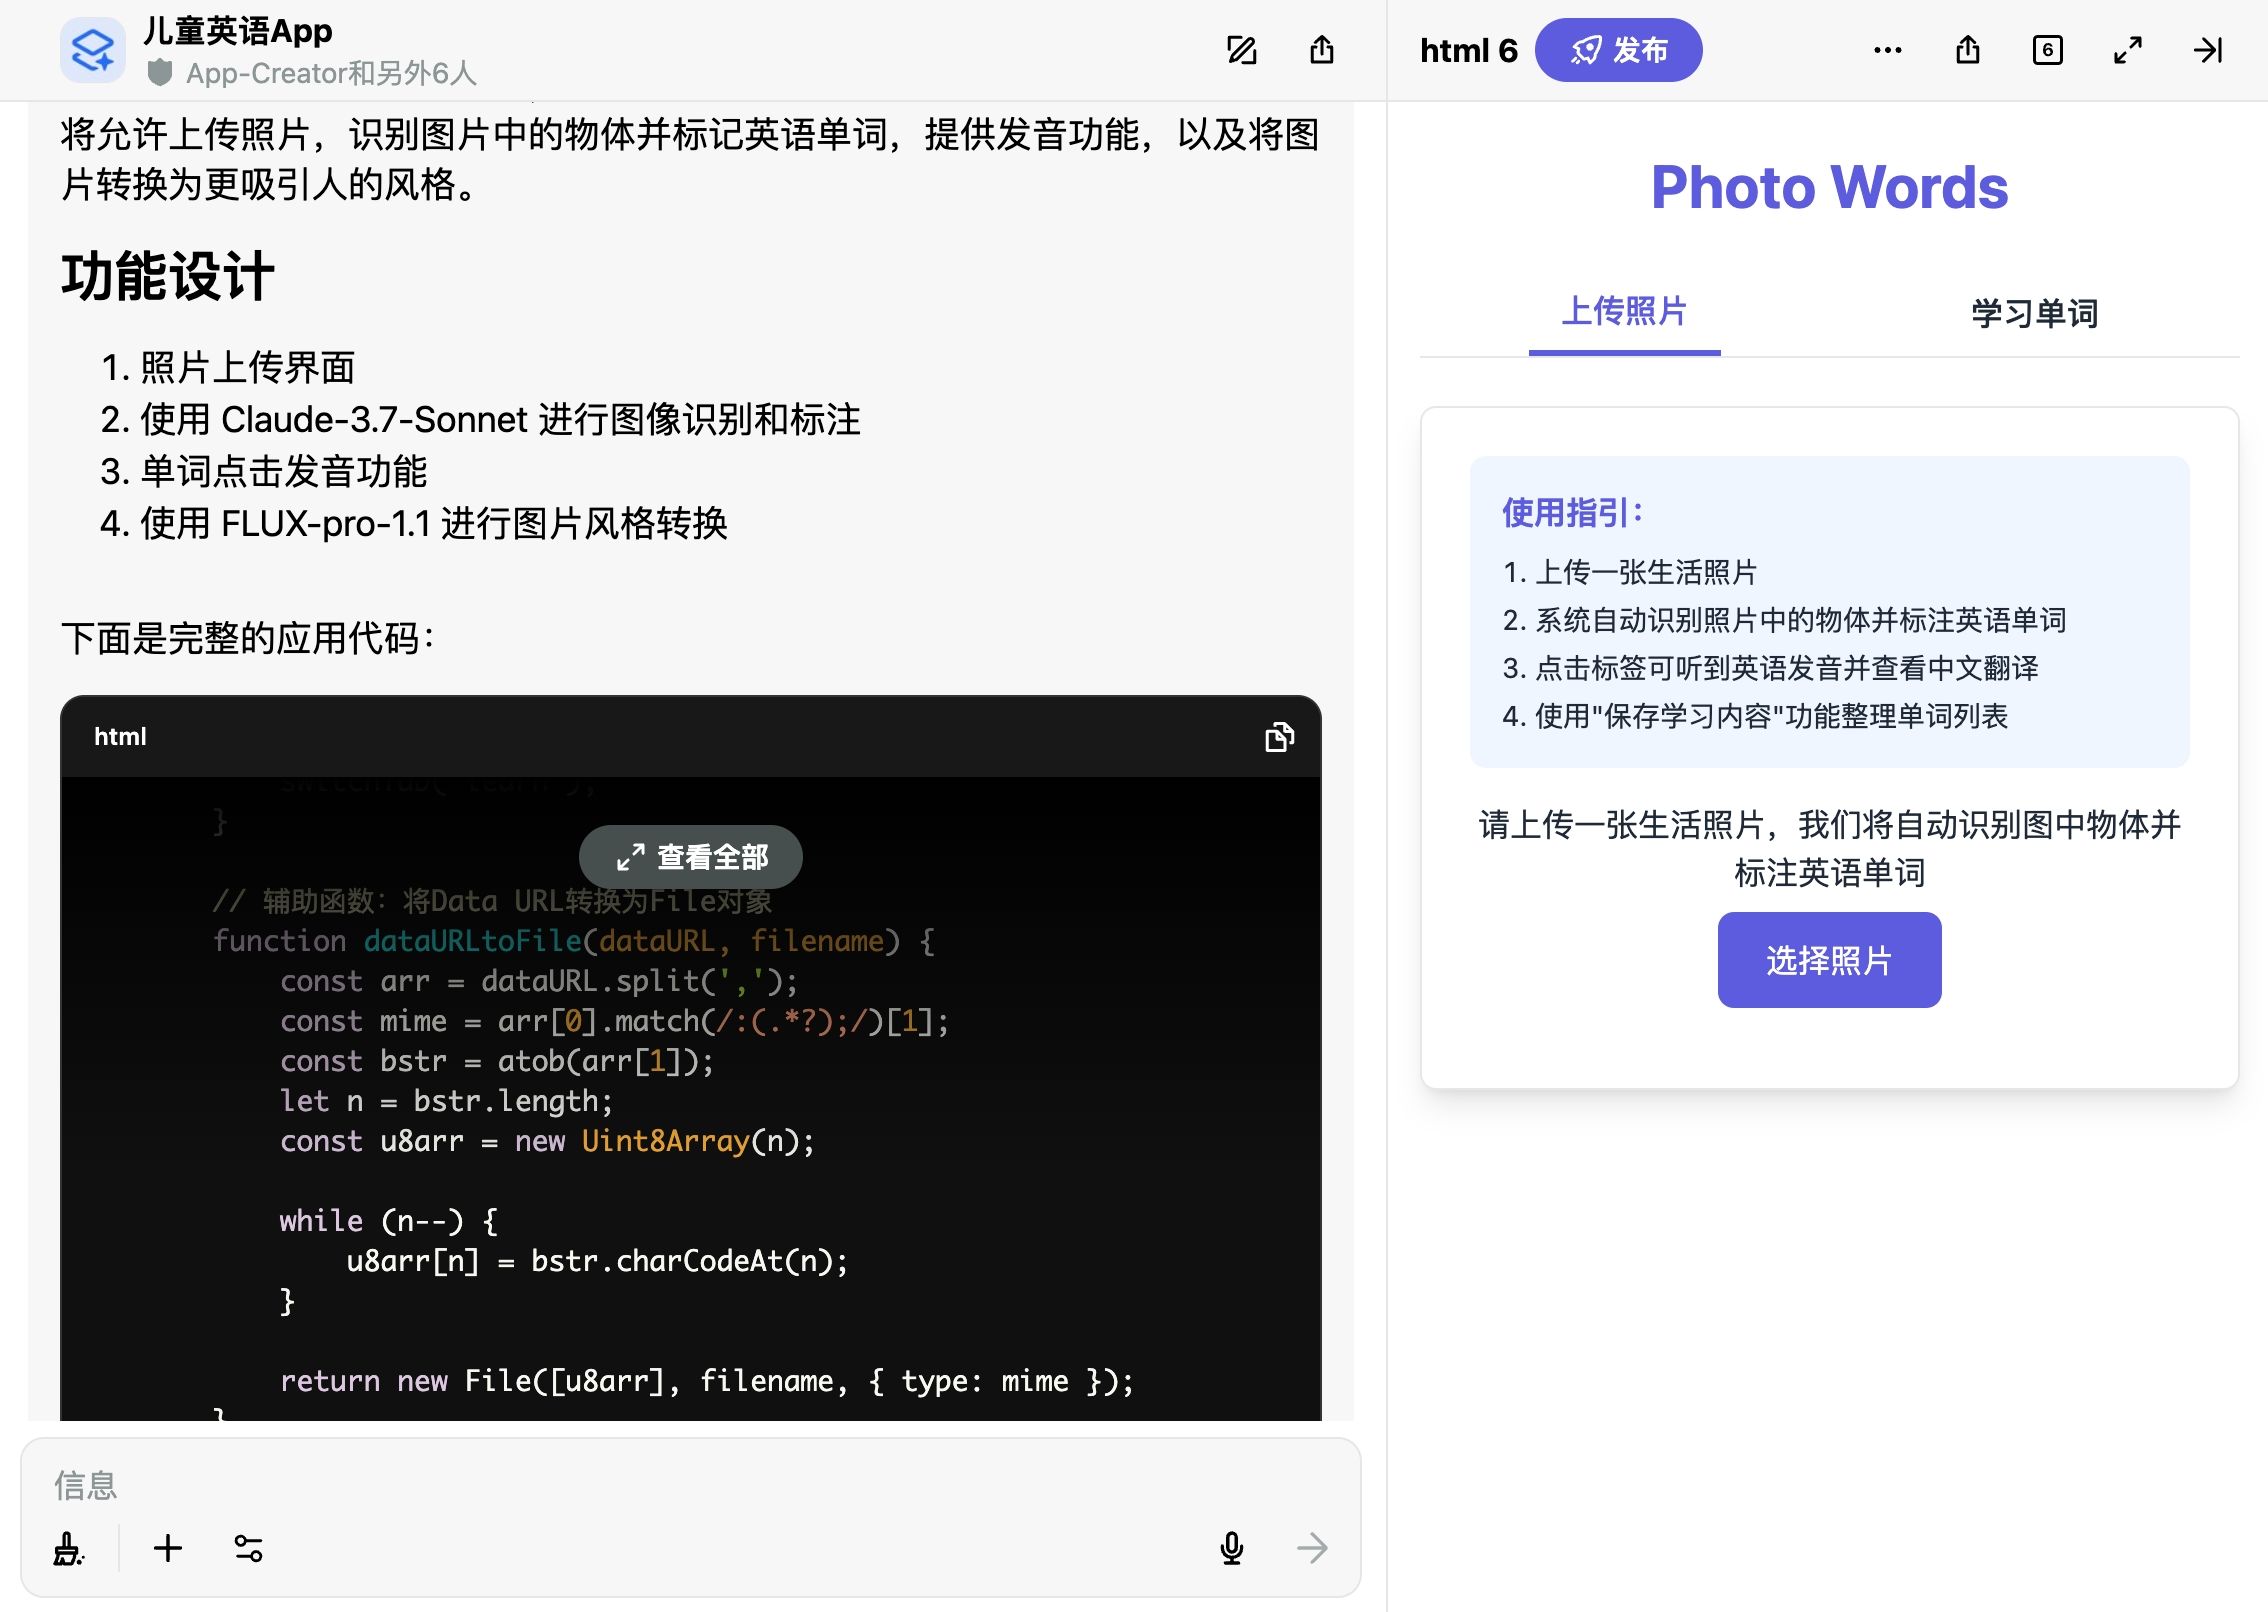 儿童英语App
App-Creator和另外6人
将允许上传照片，识别图片中的物体并标记英语单词，提供发音功能，以及将图
片转换为更吸引人的风格。
功能设计
1. 照片上传界面
2. 使用 Claude-3.7-Sonnet 进行图像识别和标注
3. 单词点击发音功能
4. 使用 FLUX-pro-1.1 进行图片风格转换
下面是完整的应用代码：
html
switchTab('learn');
}
查看全部
// 辅助函数：将Data URL转换为File对象
function dataURLtoFile(dataURL, filename) {
const arr = dataURL.split(',');
const mime = arr[0].match(/:(.*?);/)[1];
const bstr = atob(arr[1]);
let n = bstr.length;
const u8arr = new Uint8Array(n);
while (n--) {
u8arr[n] = bstr.charCodeAt(n);
}
return new File([u8arr], filename, { type: mime });
}
信息
html 6
发布
6
Photo Words
上传照片
学习单词
使用指引：
1. 上传一张生活照片
2. 系统自动识别照片中的物体并标注英语单词
3. 点击标签可听到英语发音并查看中文翻译
4. 使用"保存学习内容"功能整理单词列表
请上传一张生活照片，我们将自动识别图中物体并
标注英语单词
选择照片